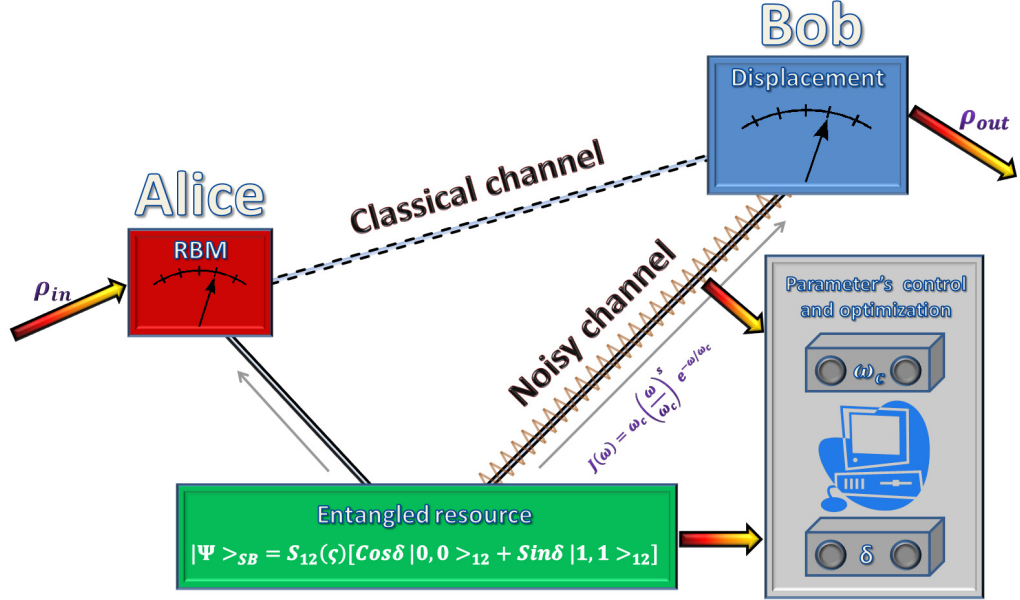 Bob
Displacement
ρout
Classical channel
Alice
RBM
ρin
Noisy channel
J(ω) = ωc (ω/ωc)^s e^−ω/ωc
Parameter's control
and optimization
ωc
δ
Entangled resource
|Ψ >SB = S12(ς)[Cosδ |0, 0 >12 + Sinδ |1, 1 >12]